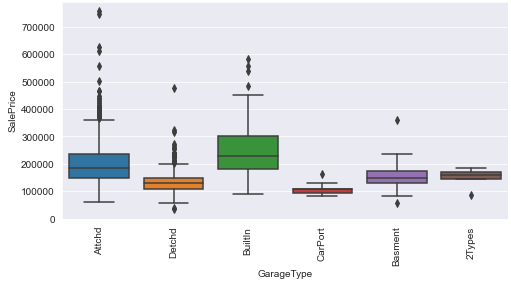 700000
600000
500000
400000
300000
200000
100000
0
SalePrice
Attchd
Detchd
BuiltIn
CarPort
Basment
2Types
GarageType